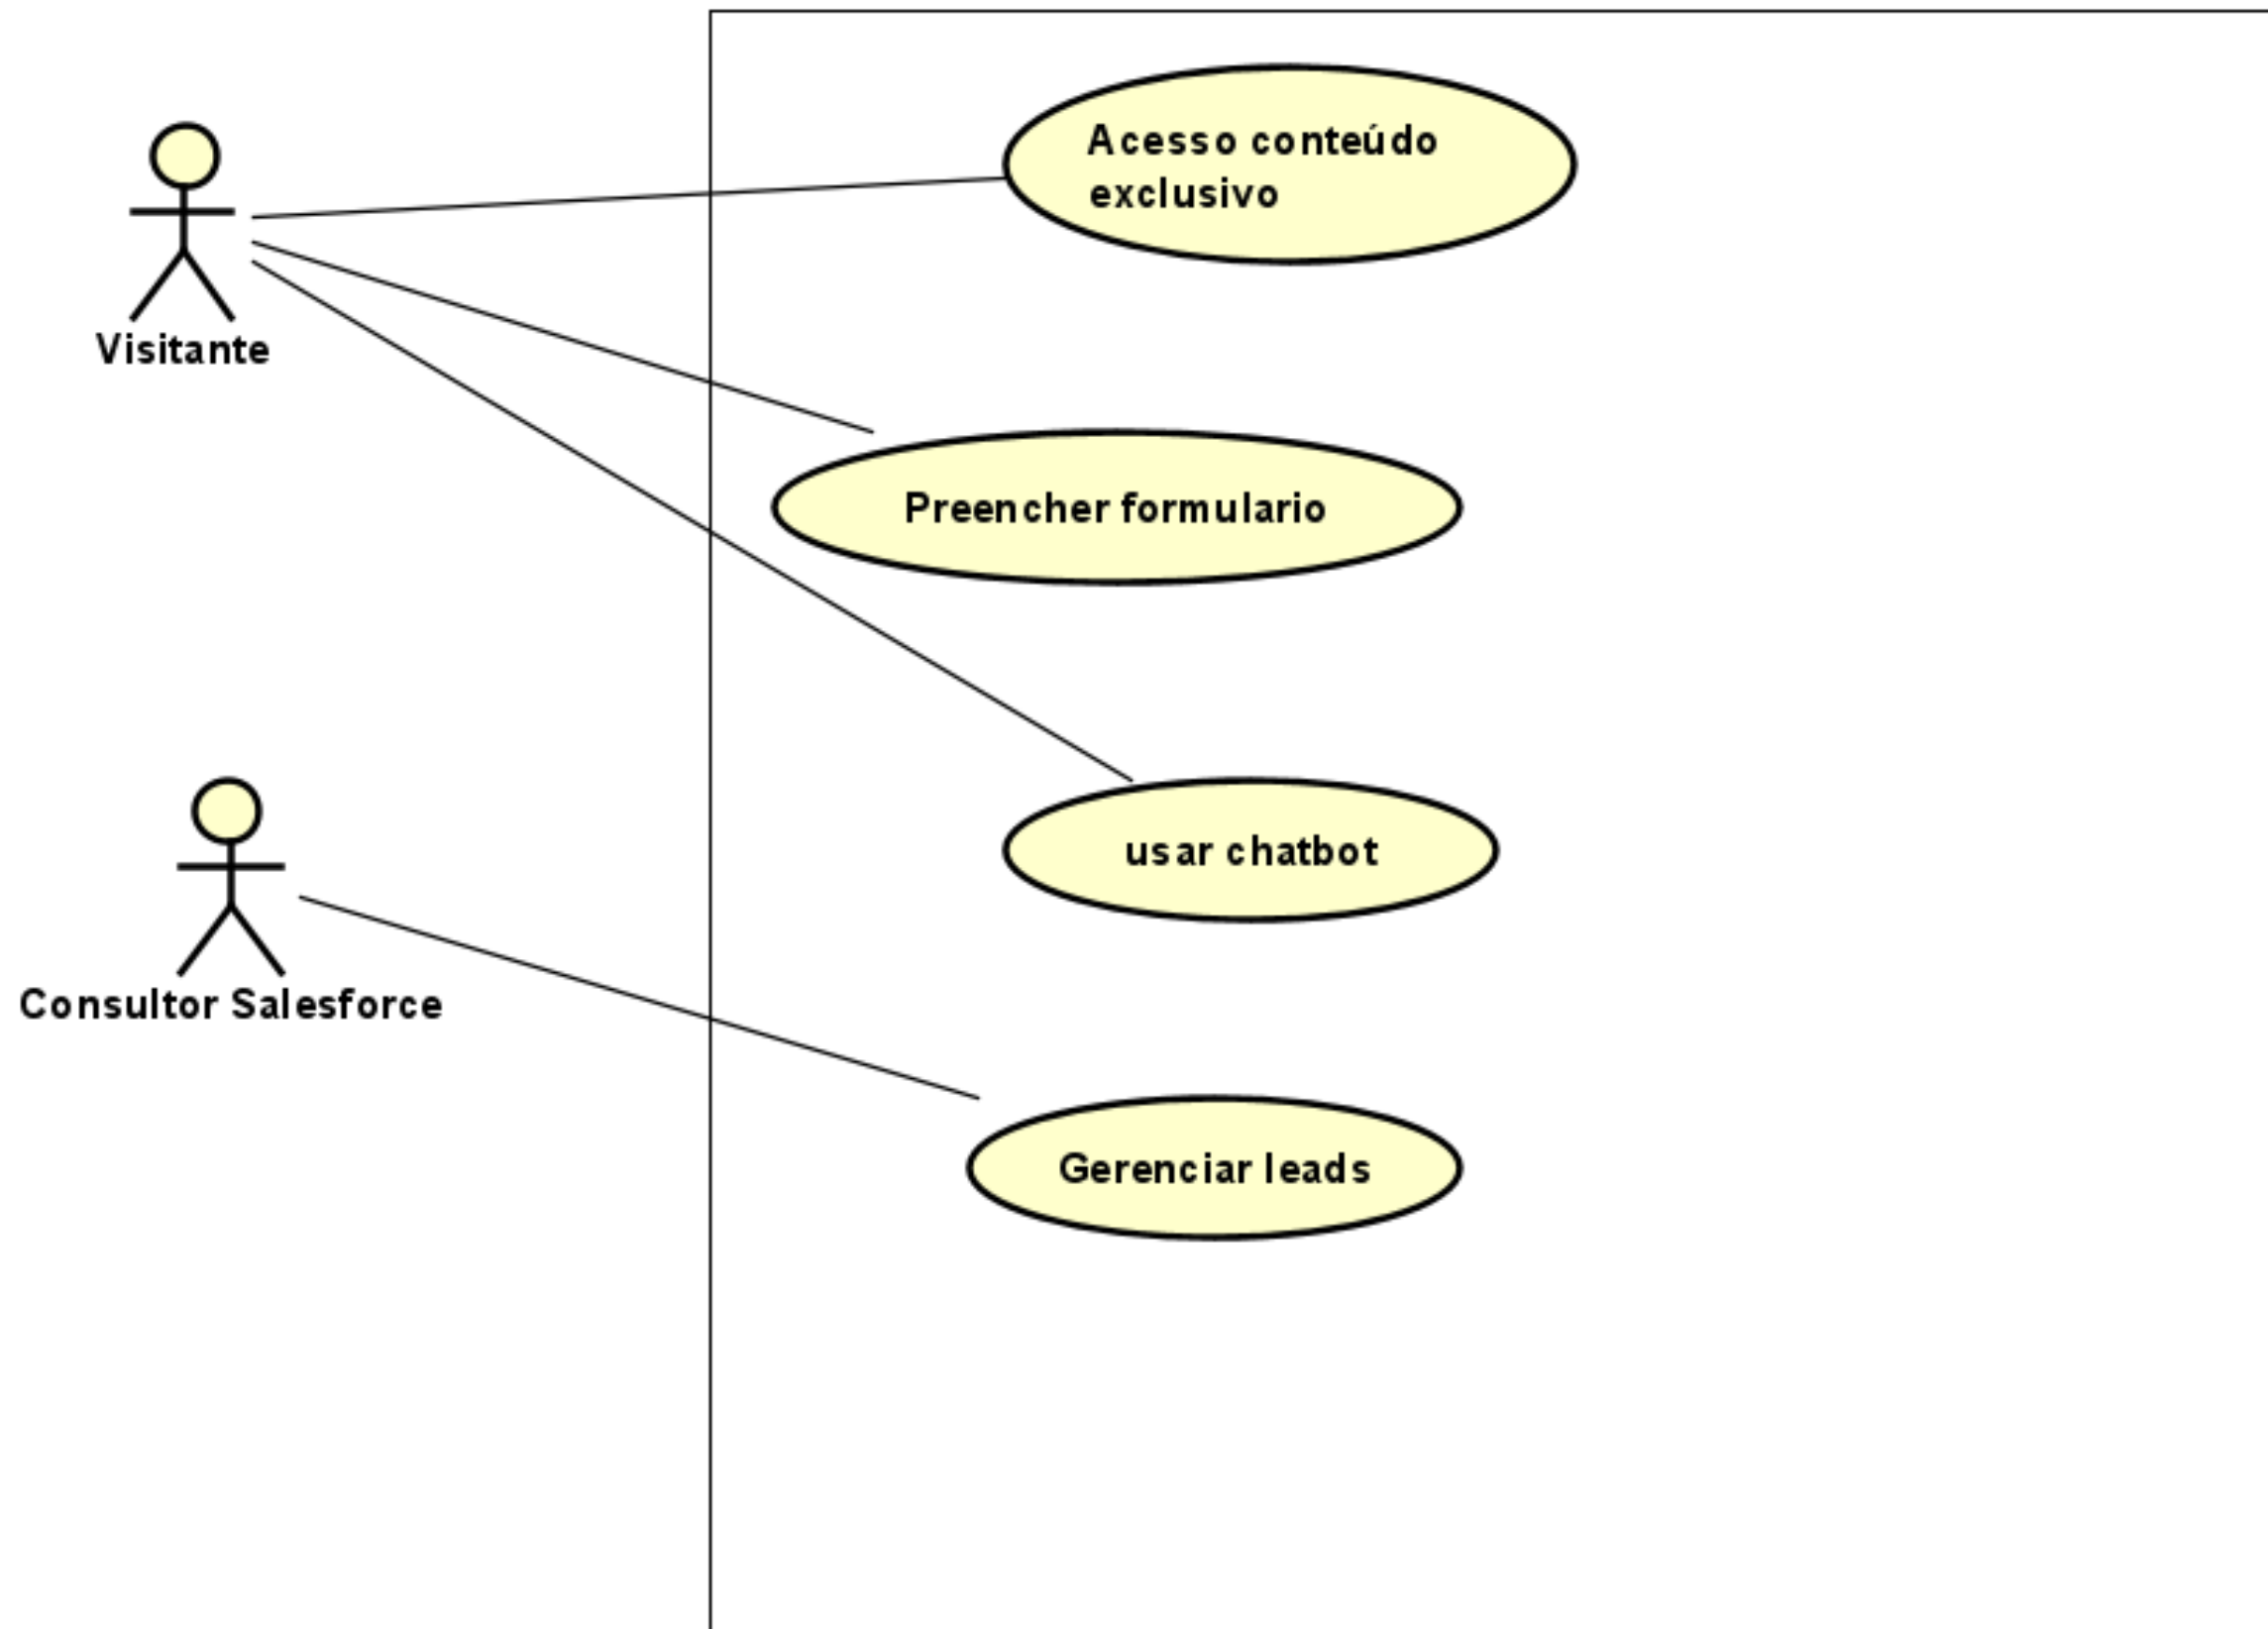 Acesso conteúdo
exclusivo
Visitante
Preencher formulario
usar chatbot
Consultor Salesforce
Gerenciar leads